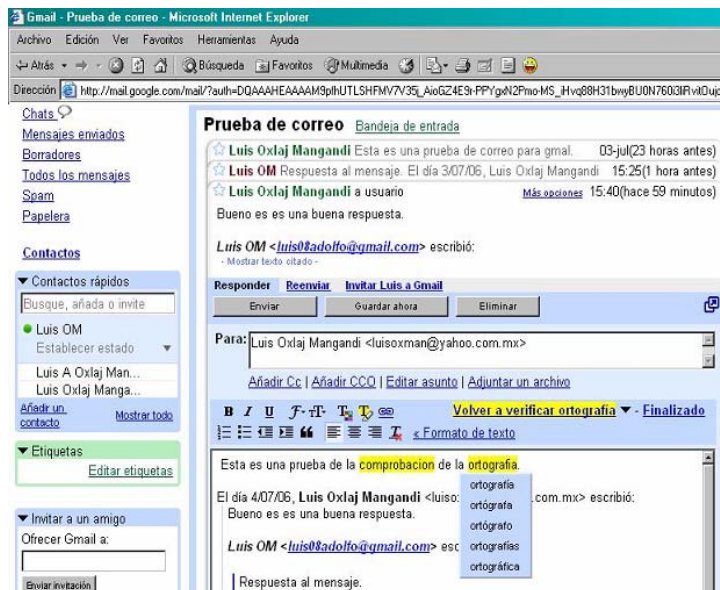 Gmail - Prueba de correo - Microsoft Internet Explorer
Archivo Edición Ver Favoritos Herramientas Ayuda
Atrás Búsqueda Favoritos Multimedia
Dirección
Chats
Mensajes enviados
Borradores
Todos los mensajes
Spam
Papelera
Contactos
Contactos rápidos
Busque, añada o invite
Luis OM
Establecer estado
Luis A Oxlaj Man...
Luis Oxlaj Manga...
Añadir un contacto Mostrar todo
Etiquetas
Editar etiquetas
Invitar a un amigo
Ofrecer Gmail a:
Enviar invitación
Prueba de correo Bandeja de entrada
Luis Oxlaj Mangandi Esta es una prueba de correo para gmal. 03-jul(23 horas antes)
Luis OM Respuesta al mensaje. El día 3/07/06, Luis Oxlaj Mangandi 15:25(1 hora antes)
Luis Oxlaj Mangandi a usuario Más opciones 15:40(hace 59 minutos)
Bueno es es una buena respuesta.
Luis OM <luis08adolfo@gmail.com> escribió:
- Mostrar texto citado -
Responder Reenviar Invitar Luis a Gmail
Enviar Guardar ahora Eliminar
Para: Luis Oxlaj Mangandi <luisoxman@yahoo.com.mx>
Añadir Cc | Añadir CCO | Editar asunto | Adjuntar un archivo
B I U Volver a verificar ortografía - Finalizado
« Formato de texto
Esta es una prueba de la comprobacion de la ortografia.
ortografía
ortógrafa
ortógrafo
ortografías
ortográfica
El día 4/07/06, Luis Oxlaj Mangandi <luiso .com.mx> escribió:
Bueno es es una buena respuesta.
Luis OM <luis08adolfo@gmail.com> esc
Respuesta al mensaje.